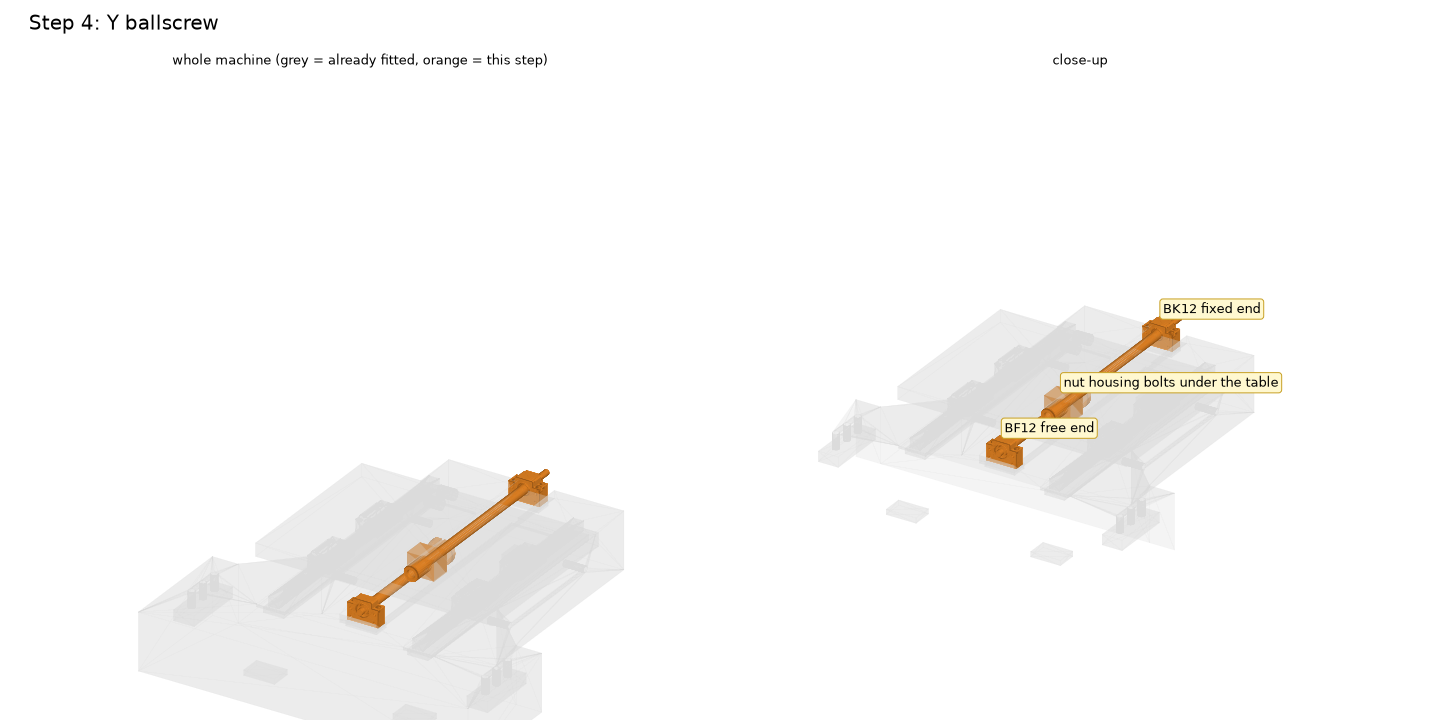 Step 4: Y ballscrew
whole machine (grey = already fitted, orange = this step)
close-up
BK12 fixed end
nut housing bolts under the table
BF12 free end